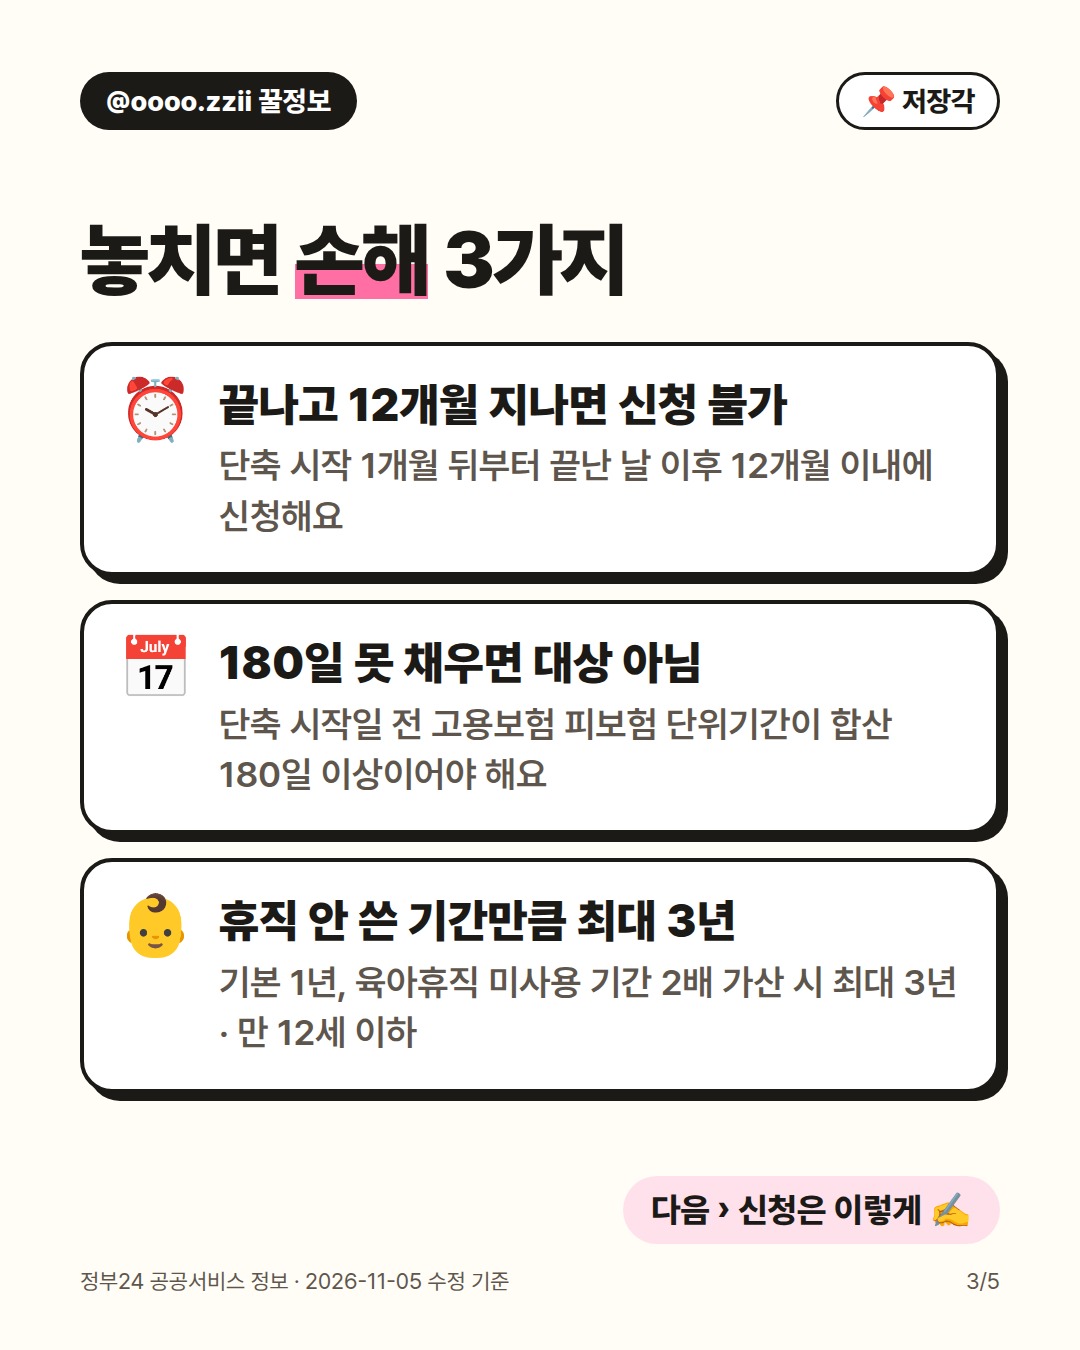 @oooo.zzii 꿀정보
📌 저장각
놓치면 손해 3가지
끝나고 12개월 지나면 신청 불가
단축 시작 1개월 뒤부터 끝난 날 이후 12개월 이내에
신청해요
July
17
180일 못 채우면 대상 아님
단축 시작일 전 고용보험 피보험 단위기간이 합산
180일 이상이어야 해요
휴직 안 쓴 기간만큼 최대 3년
기본 1년, 육아휴직 미사용 기간 2배 가산 시 최대 3년
· 만 12세 이하
다음 › 신청은 이렇게 ✍️
정부24 공공서비스 정보 · 2026-11-05 수정 기준
3/5